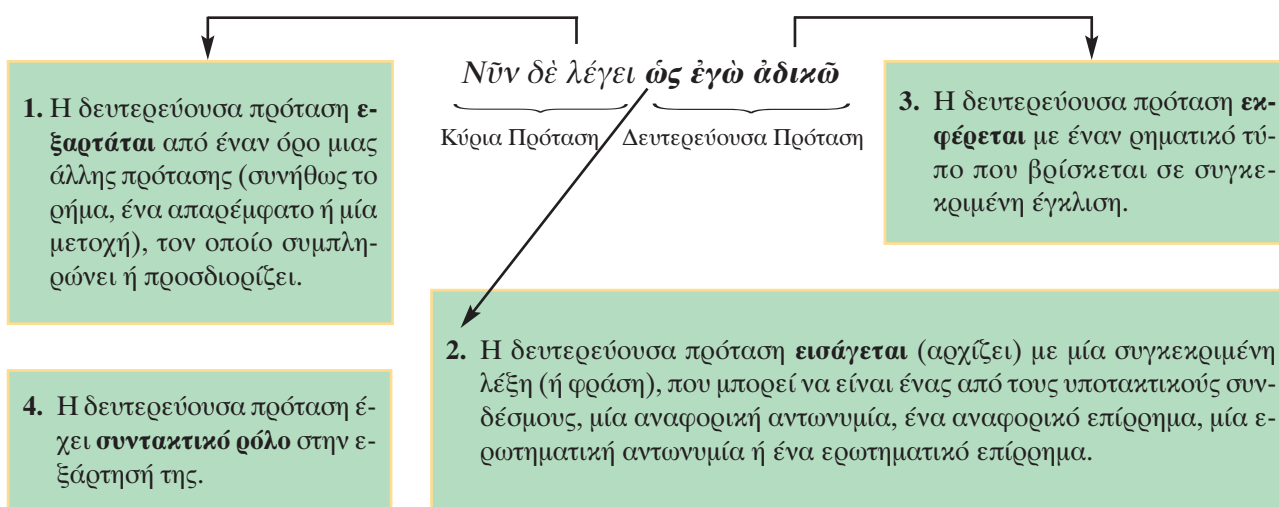 Νῦν δὲ λέγει ὡς ἐγὼ ἀδικῶ
Κύρια Πρόταση Δευτερεύουσα Πρόταση
1. Η δευτερεύουσα πρόταση ε-
ξαρτάται από έναν όρο μιας
άλλης πρότασης (συνήθως το
ρήμα, ένα απαρέμφατο ή μία
μετοχή), τον οποίο συμπλη-
ρώνει ή προσδιορίζει.
3. Η δευτερεύουσα πρόταση εκ-
φέρεται με έναν ρηματικό τύ-
πο που βρίσκεται σε συγκε-
κριμένη έγκλιση.
2. Η δευτερεύουσα πρόταση εισάγεται (αρχίζει) με μία συγκεκριμένη
λέξη (ή φράση), που μπορεί να είναι ένας από τους υποτακτικούς συν-
δέσμους, μία αναφορική αντωνυμία, ένα αναφορικό επίρρημα, μία ε-
ρωτηματική αντωνυμία ή ένα ερωτηματικό επίρρημα.
4. Η δευτερεύουσα πρόταση έ-
χει συντακτικό ρόλο στην ε-
ξάρτησή της.